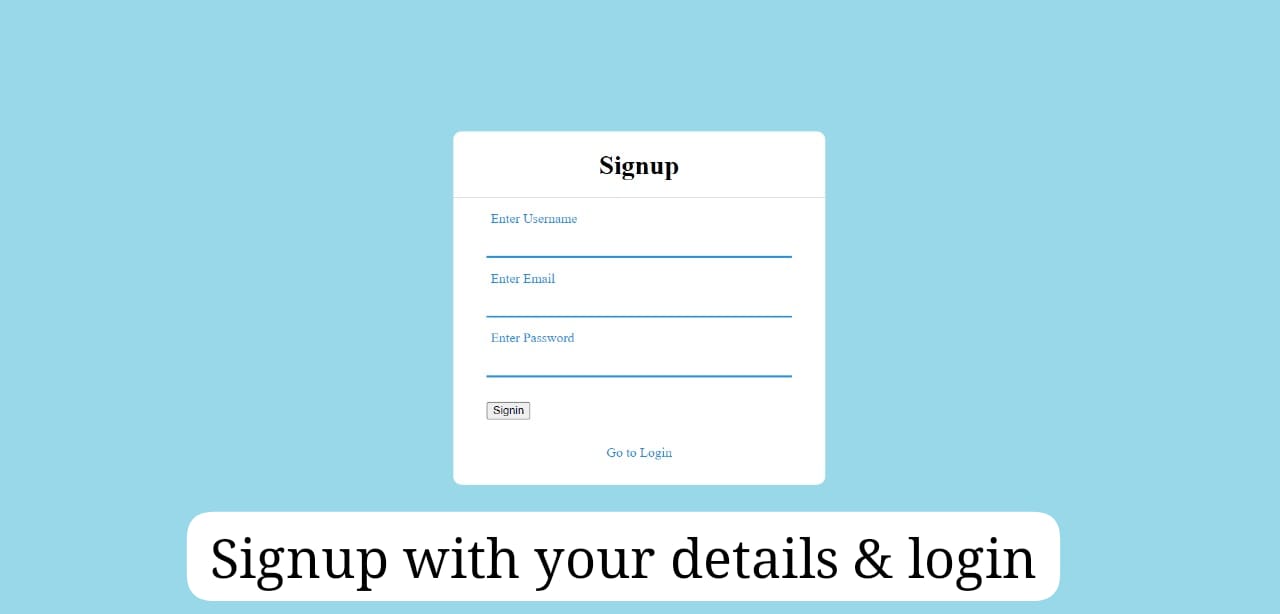 Signup
Enter Username
Enter Email
Enter Password
Signin
Go to Login
Signup with your details & login